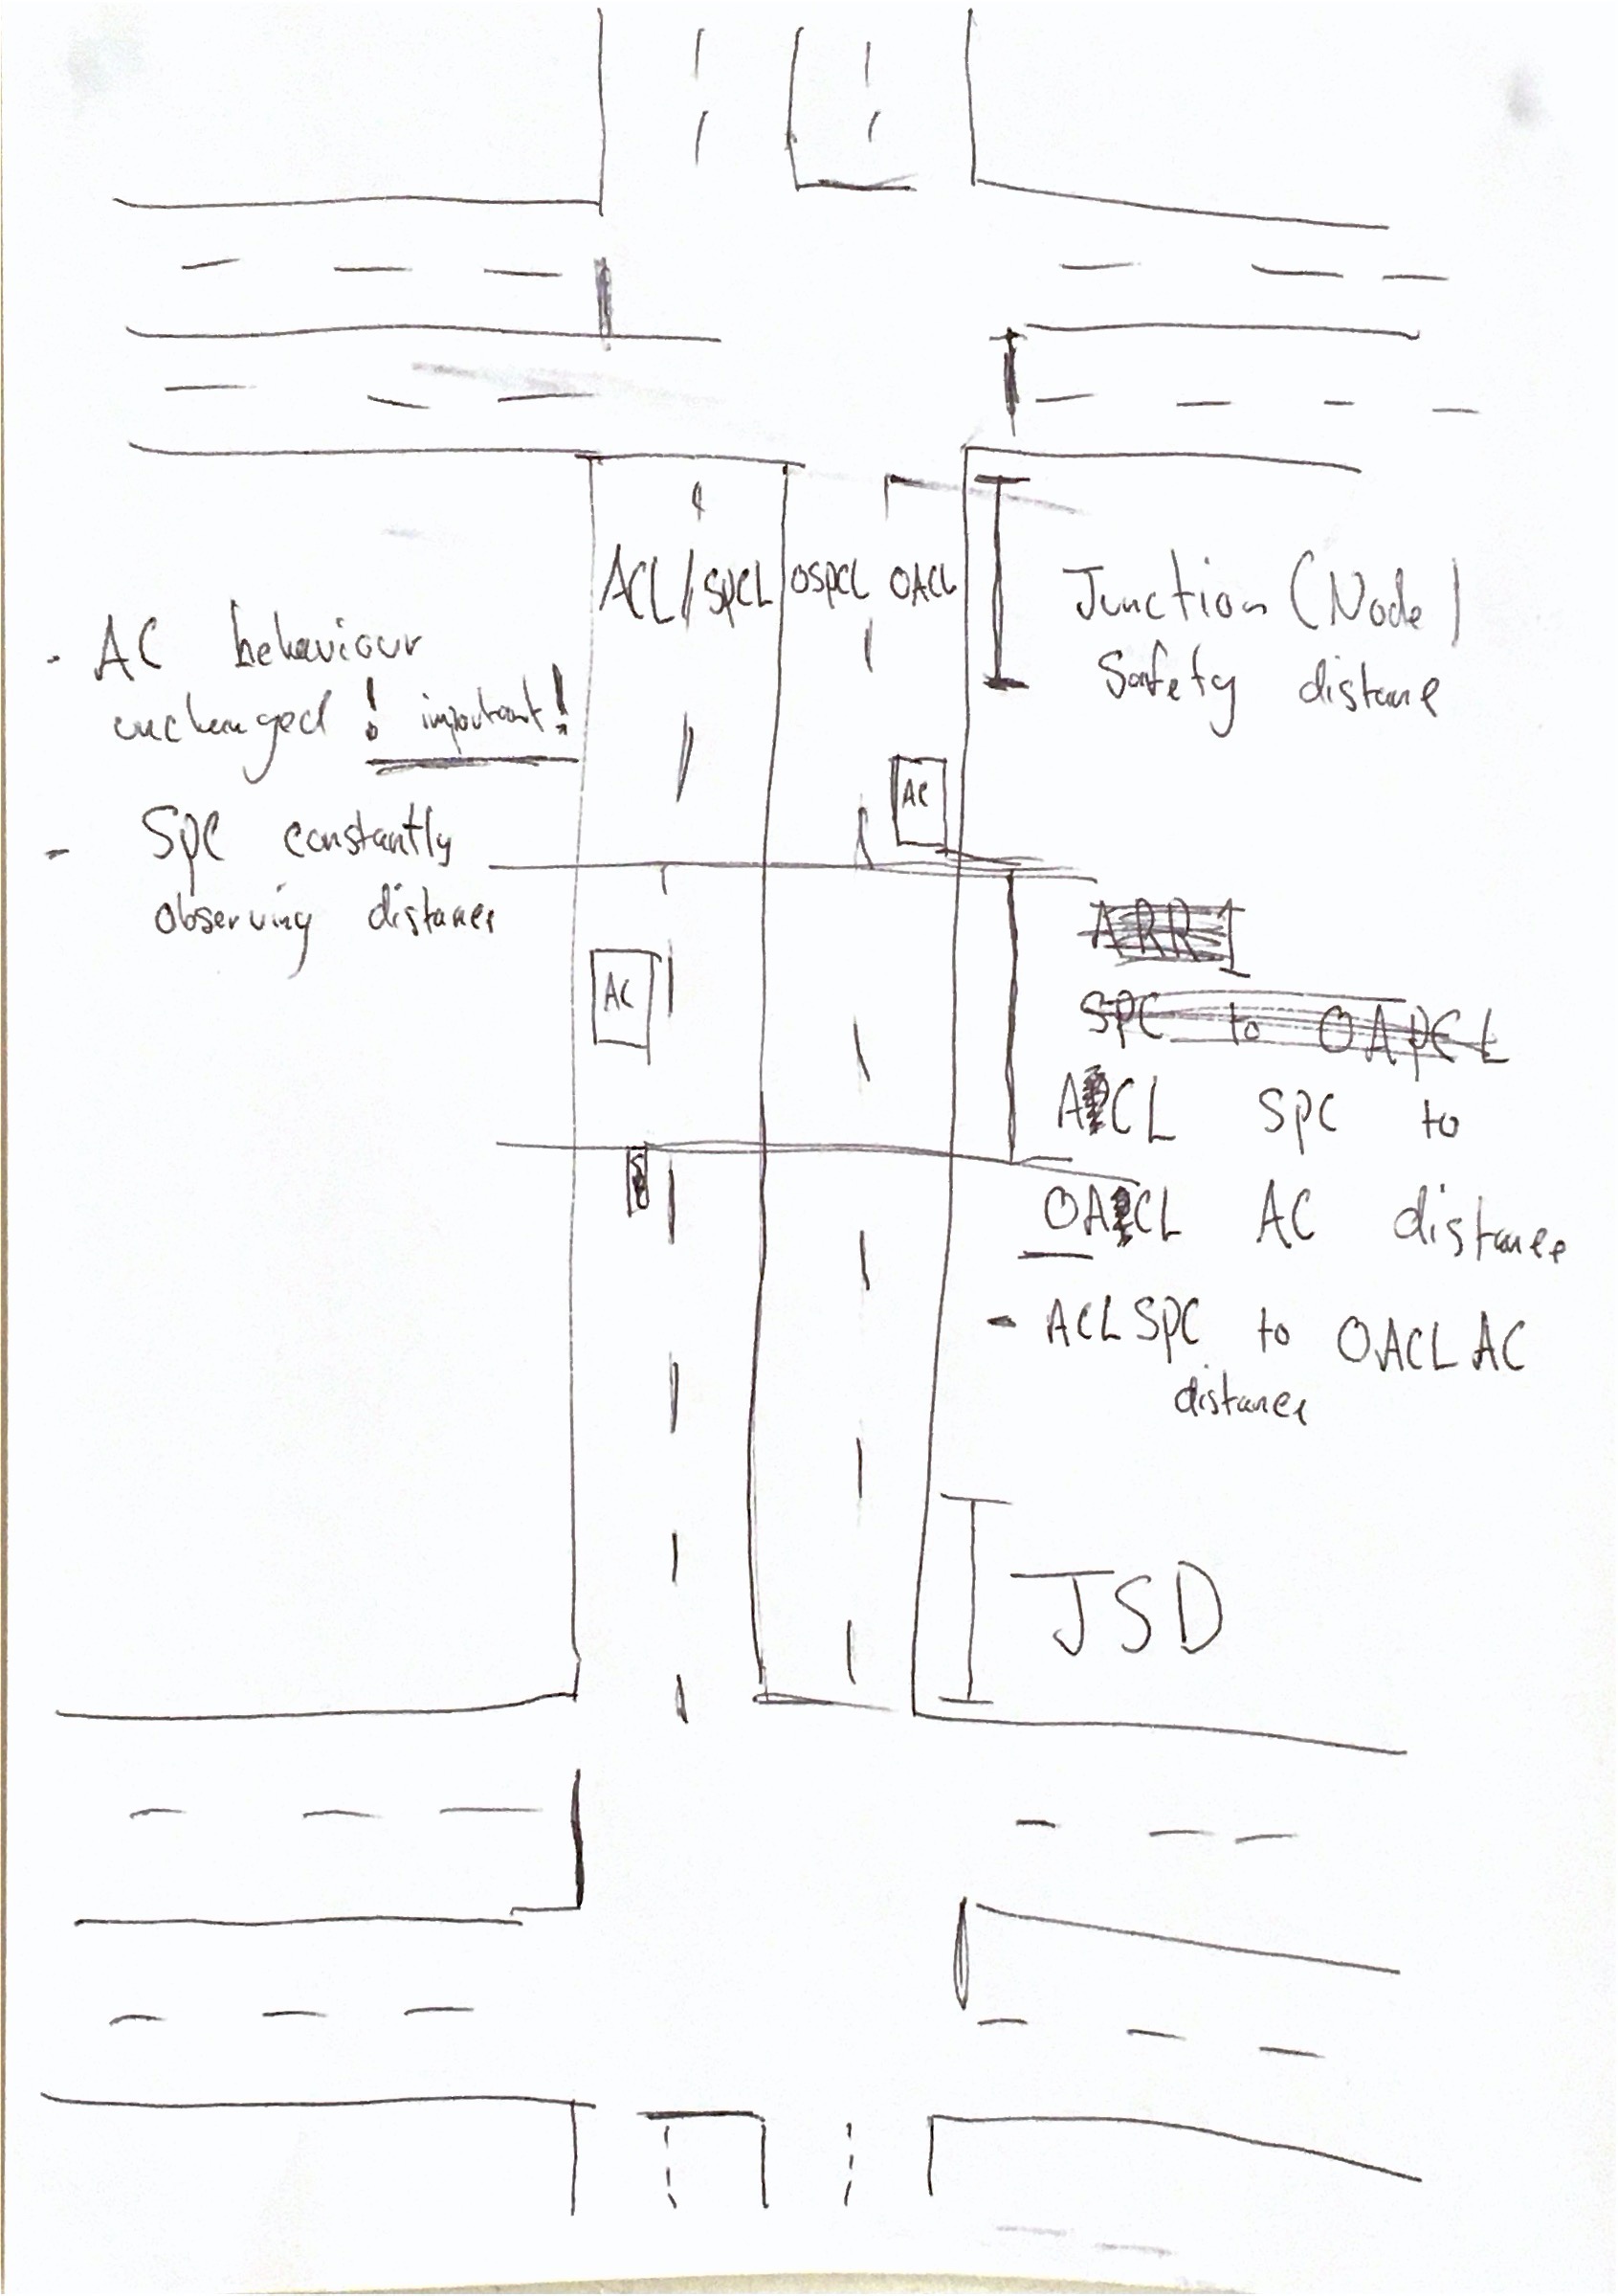 ACL/SPCL OSPCL OACL
- AC behaviour
unchanged! important!
- SPC constantly
observing distance
Junction (Node)
Safety distance
AC
AC
S
ARR
SPC to OAPCL
ACL SPC to
OACL AC distance
- ACL SPC to OACL AC
distance
JSD